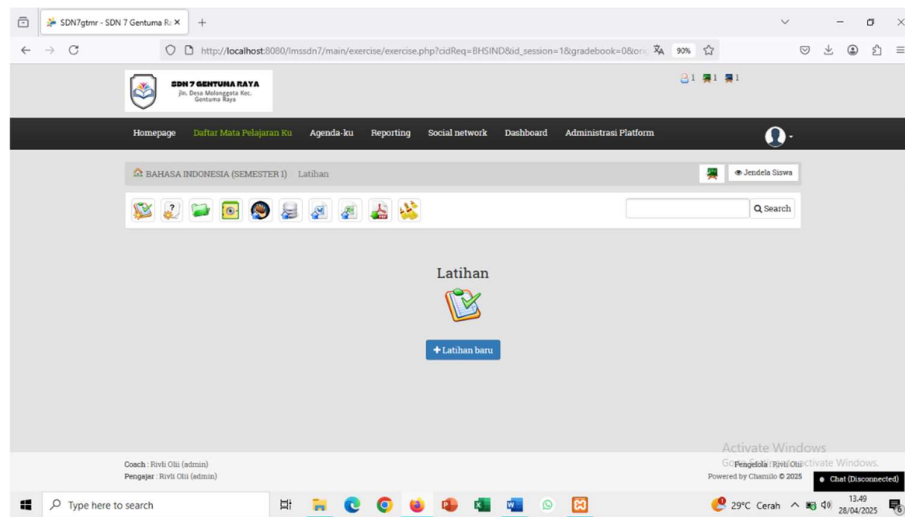 SDN7gtmr - SDN 7 Gentuma Ra
http://localhost:8080/lmssdn7/main/exercise/exercise.php?cidReq=BHSIND&id_session=1&gradebook=0&ori
90%
SDN 7 GENTUMA RAYA
jln. Desa Molonggota Kec.
Gentuma Raya
1 1 1
Homepage Daftar Mata Pelajaran Ku Agenda-ku Reporting Social network Dashboard Administrasi Platform
BAHASA INDONESIA (SEMESTER 1) Latihan
Jendela Siswa
Search
Latihan
+ Latihan baru
Activate Windows
Coach : Rivli Olii (admin)
Pengajar : Rivli Olii (admin)
Pengelola : Rivli Olii
Powered by Chamilo © 2025
Chat (Disconnected)
Type here to search
29°C Cerah
13.49
28/04/2025
6